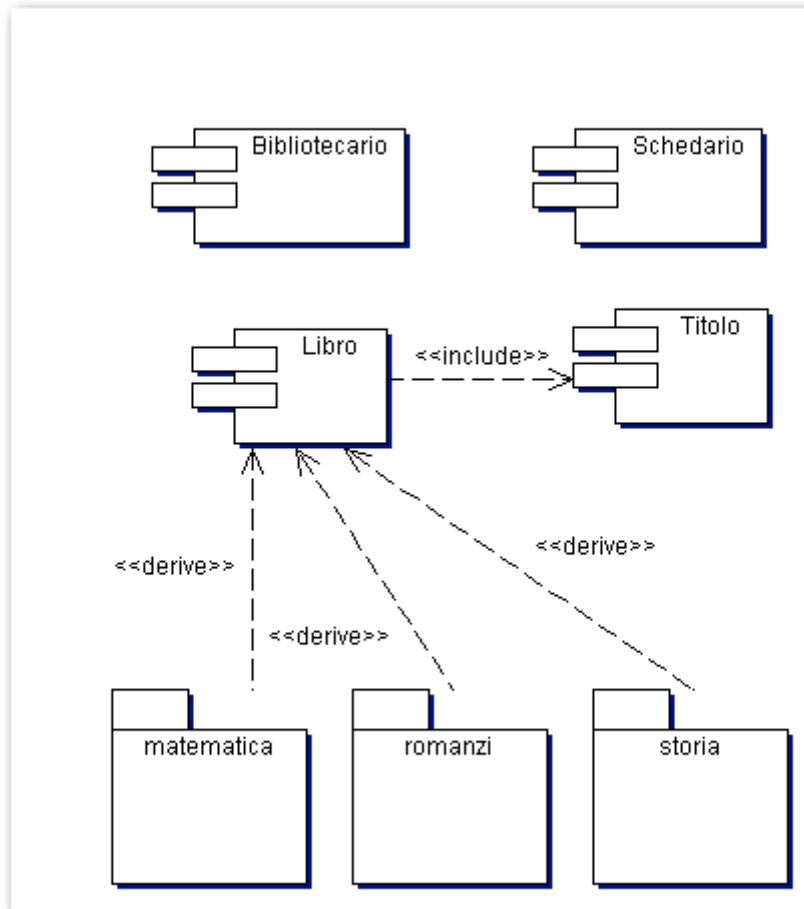 Bibliotecario
Schedario
Libro
<<include>>
Titolo
<<derive>>
<<derive>>
<<derive>>
matematica
romanzi
storia